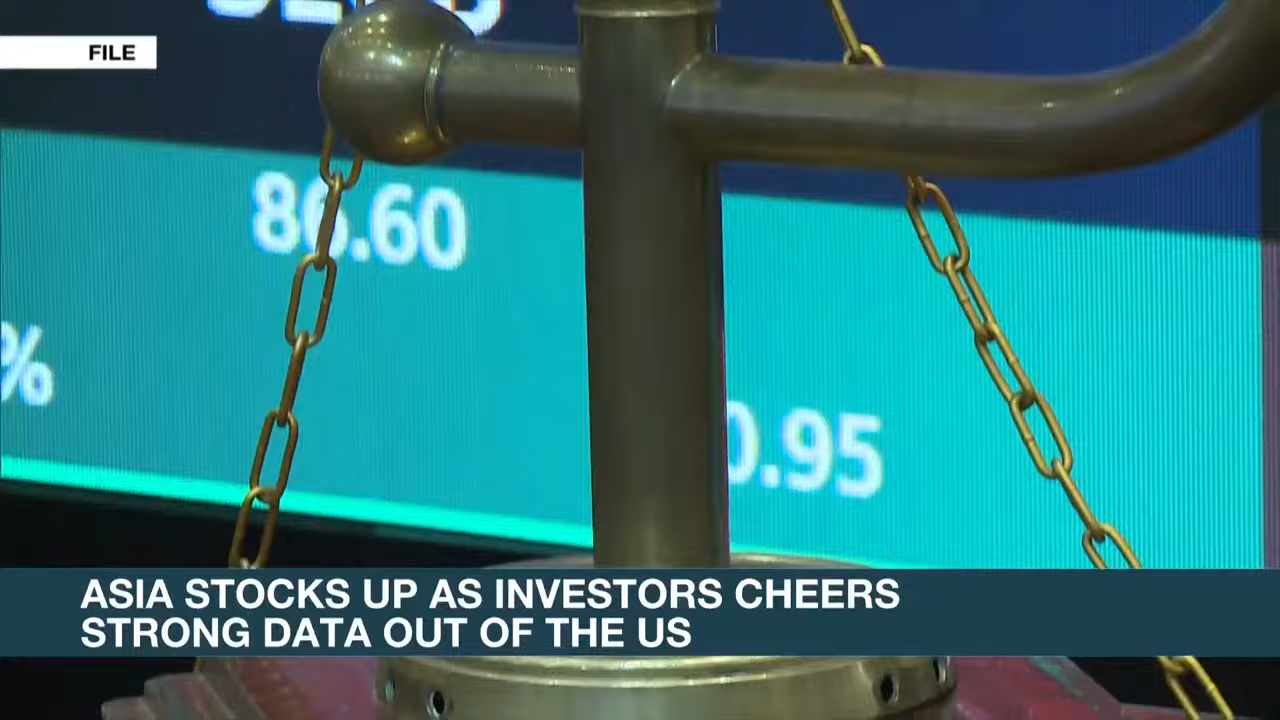 FILE
86.60
%
0.95
ASIA STOCKS UP AS INVESTORS CHEERS
STRONG DATA OUT OF THE US